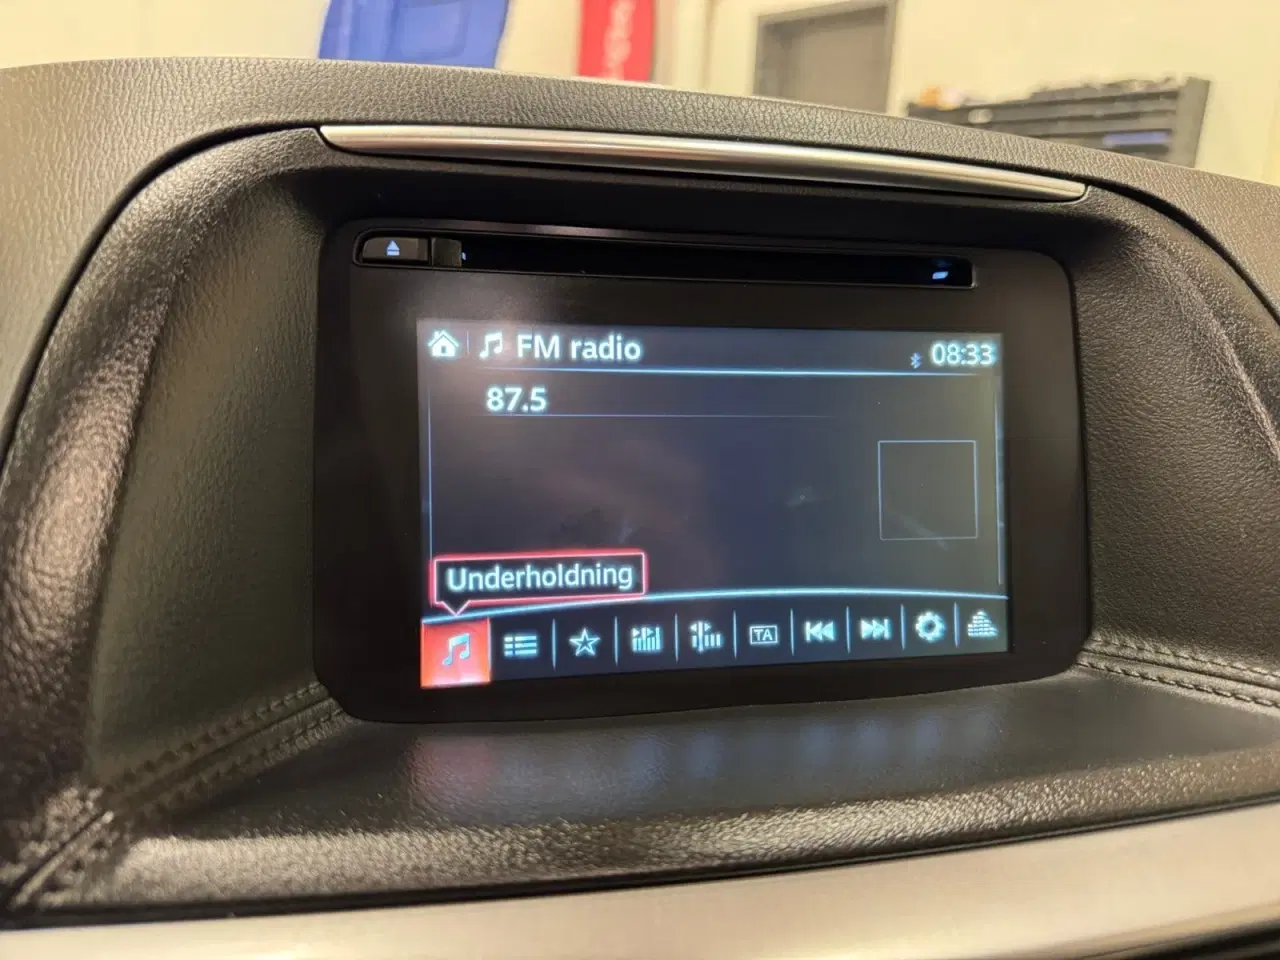 FM radio
08:33
87.5
Underholdning
TA